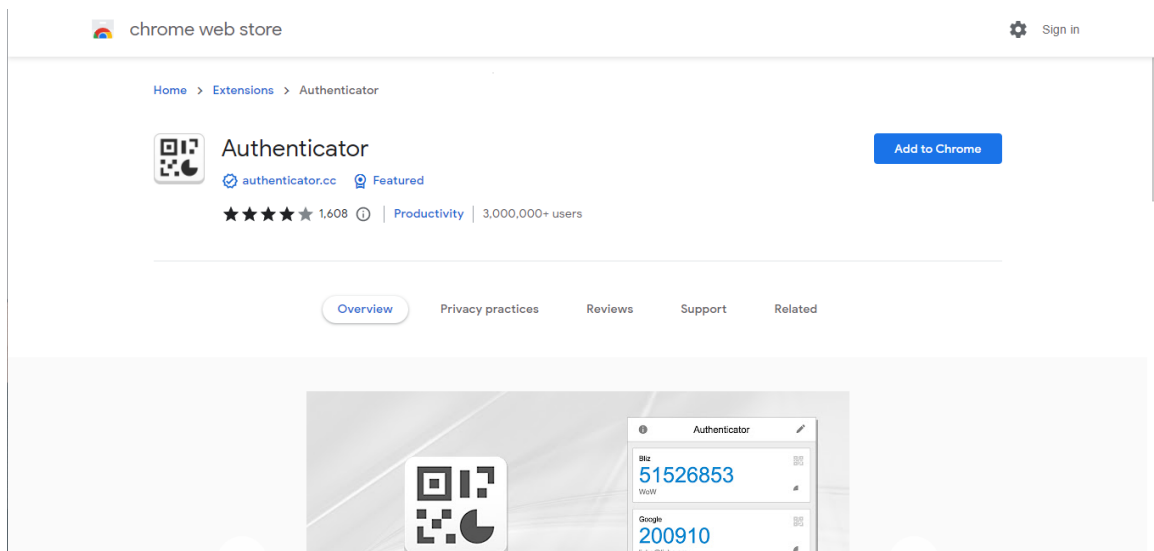 chrome web store
Sign in
Home > Extensions > Authenticator
Authenticator
Add to Chrome
authenticator.cc Featured
1,608 Productivity 3,000,000+ users
Overview Privacy practices Reviews Support Related
Authenticator
Bliz
51526853
WoW
Google
200910